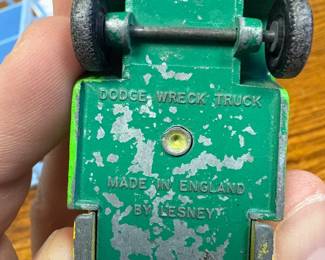 DODGE WRECK TRUCK
MADE IN ENGLAND
BY LESNEY